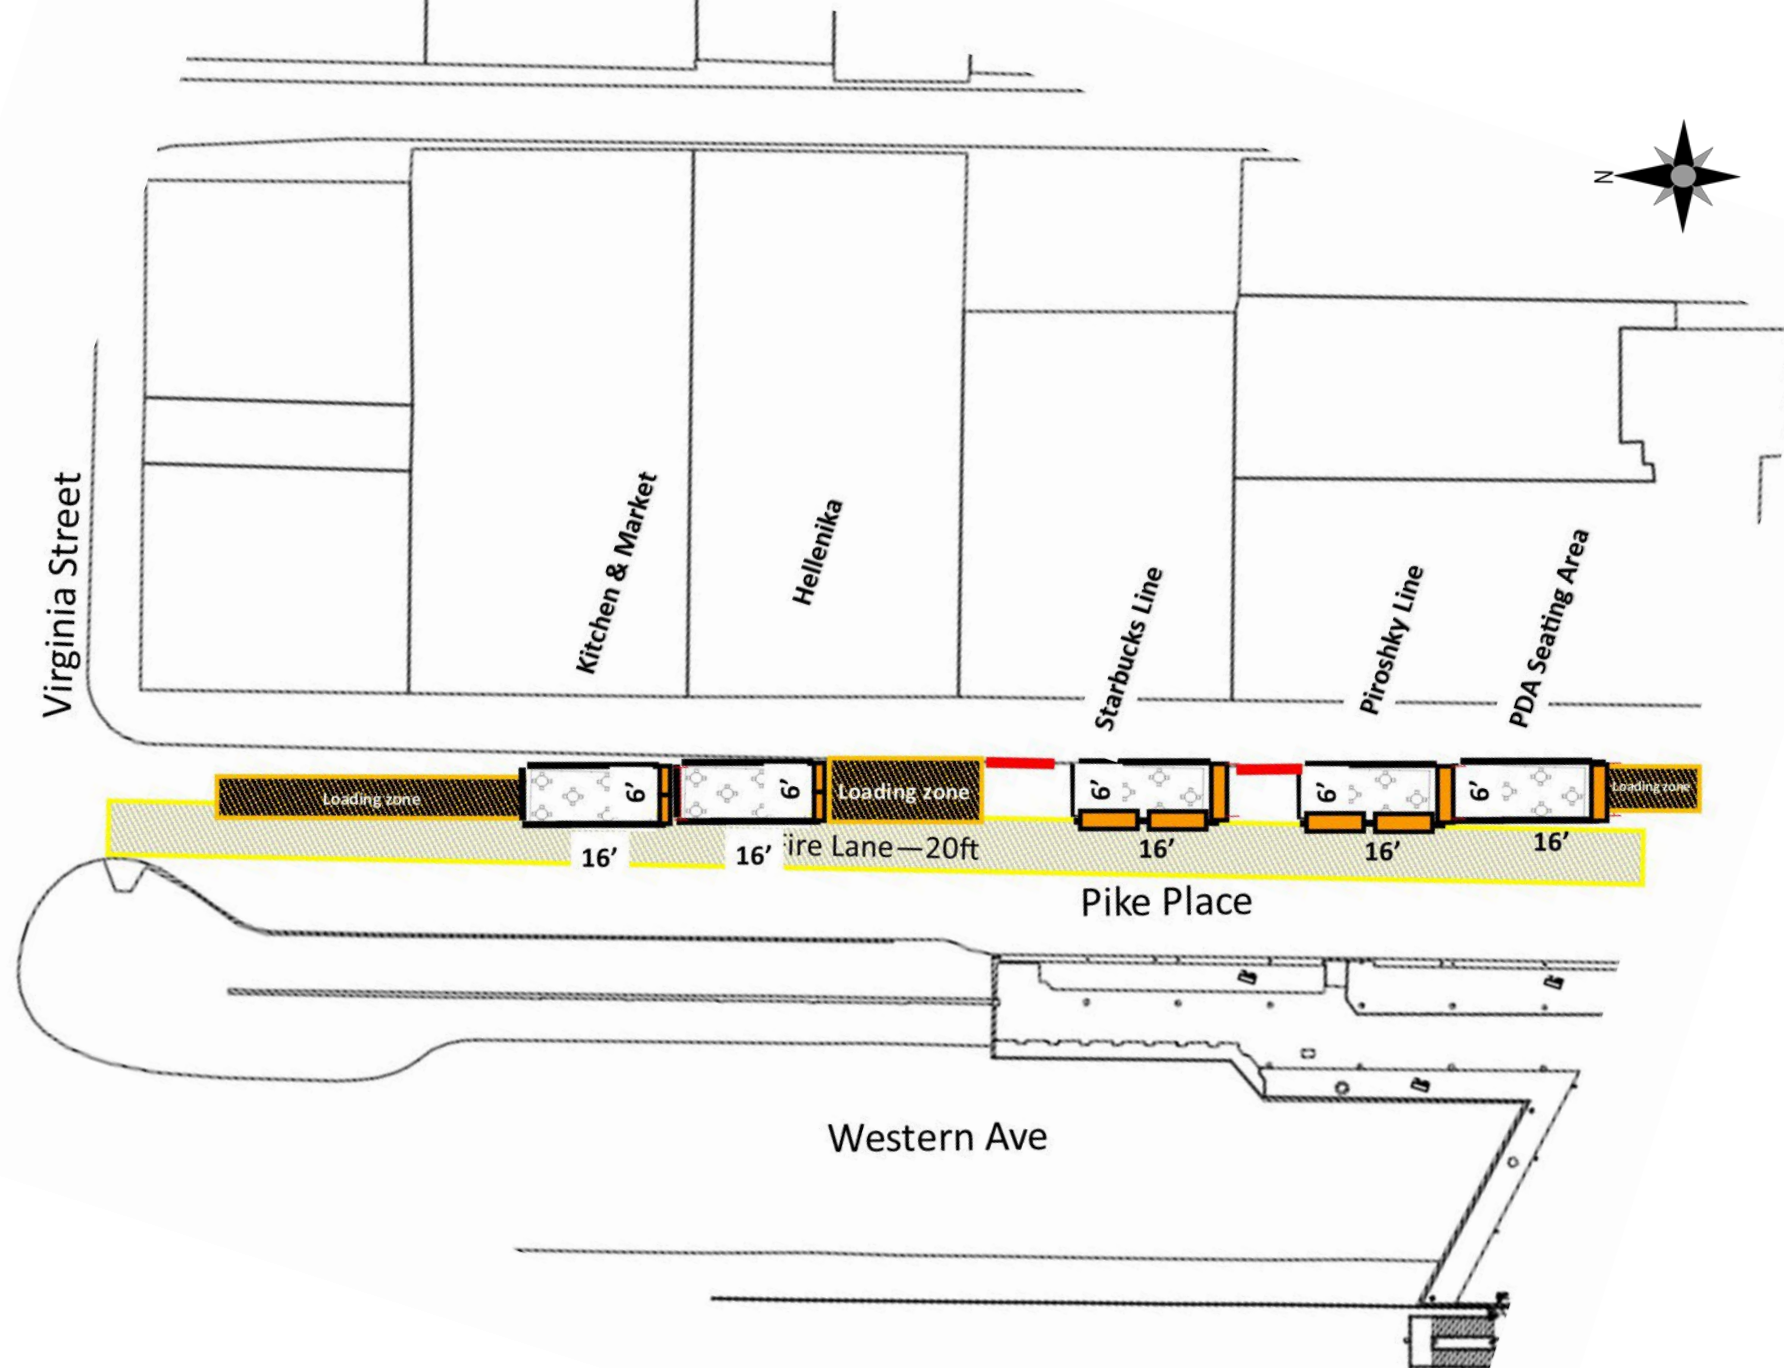 N
Virginia Street
Kitchen & Market
Hellenika
Starbucks Line
Piroshky Line
PDA Seating Area
Loading zone
6’
6’
Loading zone
6’
6’
6’
Loading zone
16’
16’
ire Lane—20ft
16’
16’
16’
Pike Place
Western Ave